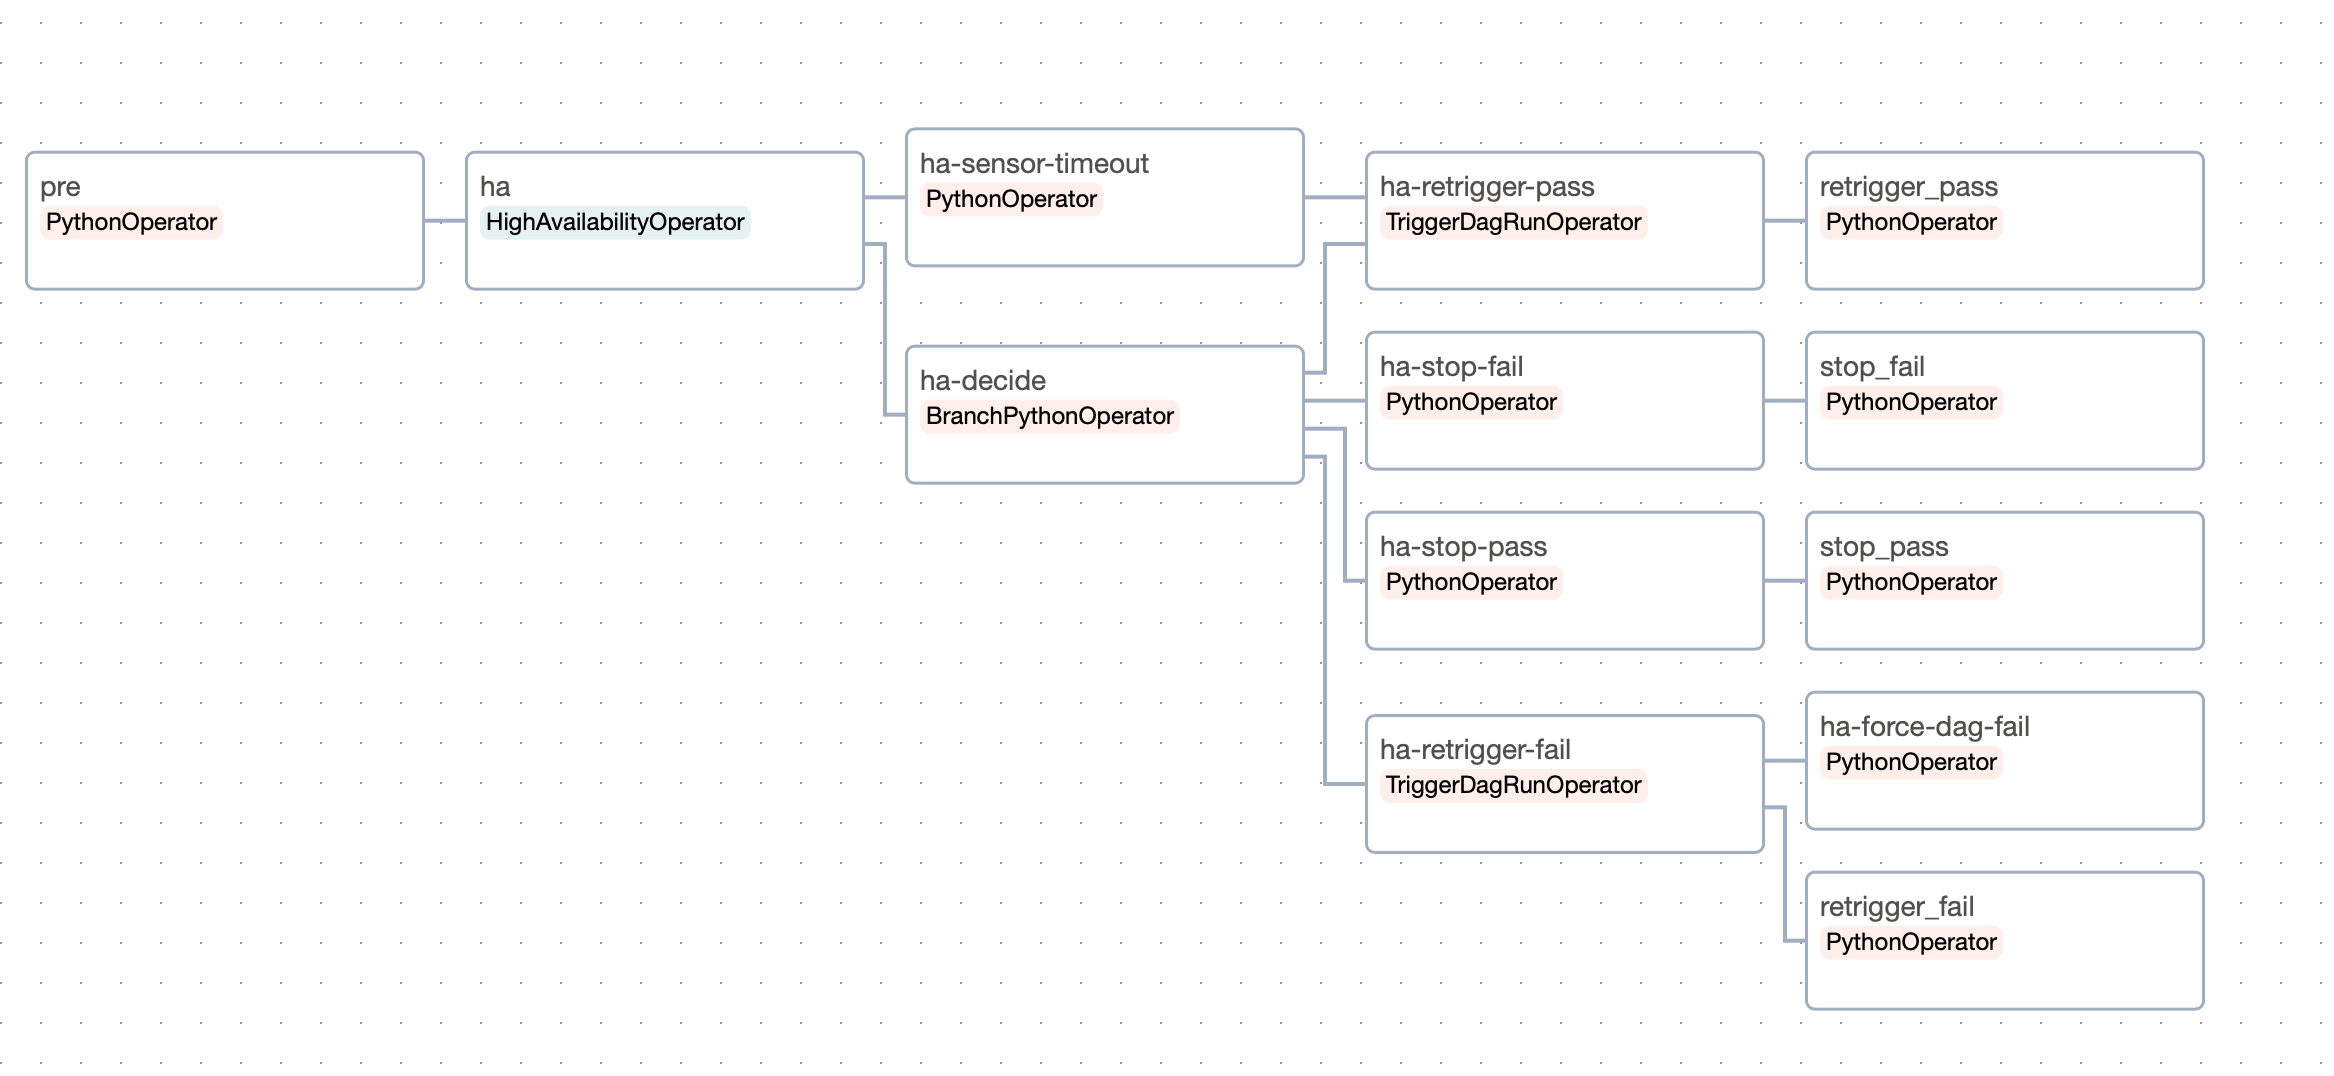 pre
PythonOperator
ha
HighAvailabilityOperator
ha-sensor-timeout
PythonOperator
ha-decide
BranchPythonOperator
ha-retrigger-pass
TriggerDagRunOperator
ha-stop-fail
PythonOperator
ha-stop-pass
PythonOperator
ha-retrigger-fail
TriggerDagRunOperator
retrigger_pass
PythonOperator
stop_fail
PythonOperator
stop_pass
PythonOperator
ha-force-dag-fail
PythonOperator
retrigger_fail
PythonOperator